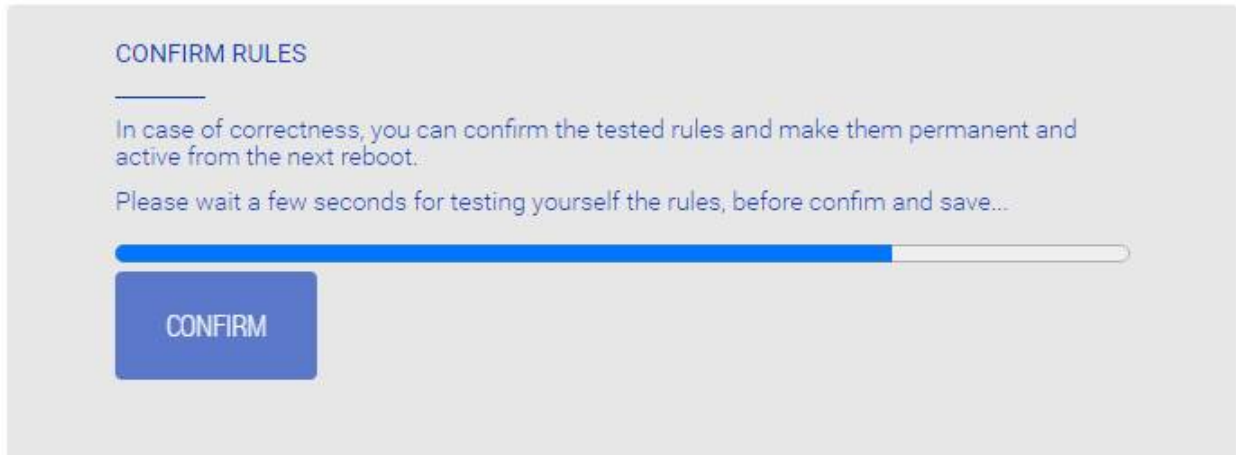 CONFIRM RULES
In case of correctness, you can confirm the tested rules and make them permanent and
active from the next reboot.
Please wait a few seconds for testing yourself the rules, before confim and save...
CONFIRM